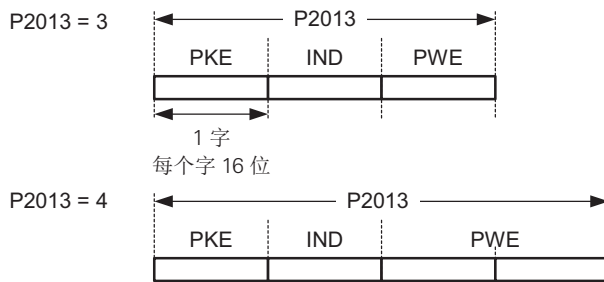 P2013 = 3
P2013
PKE IND PWE
1 字
每个字 16 位
P2013 = 4
P2013
PKE IND PWE